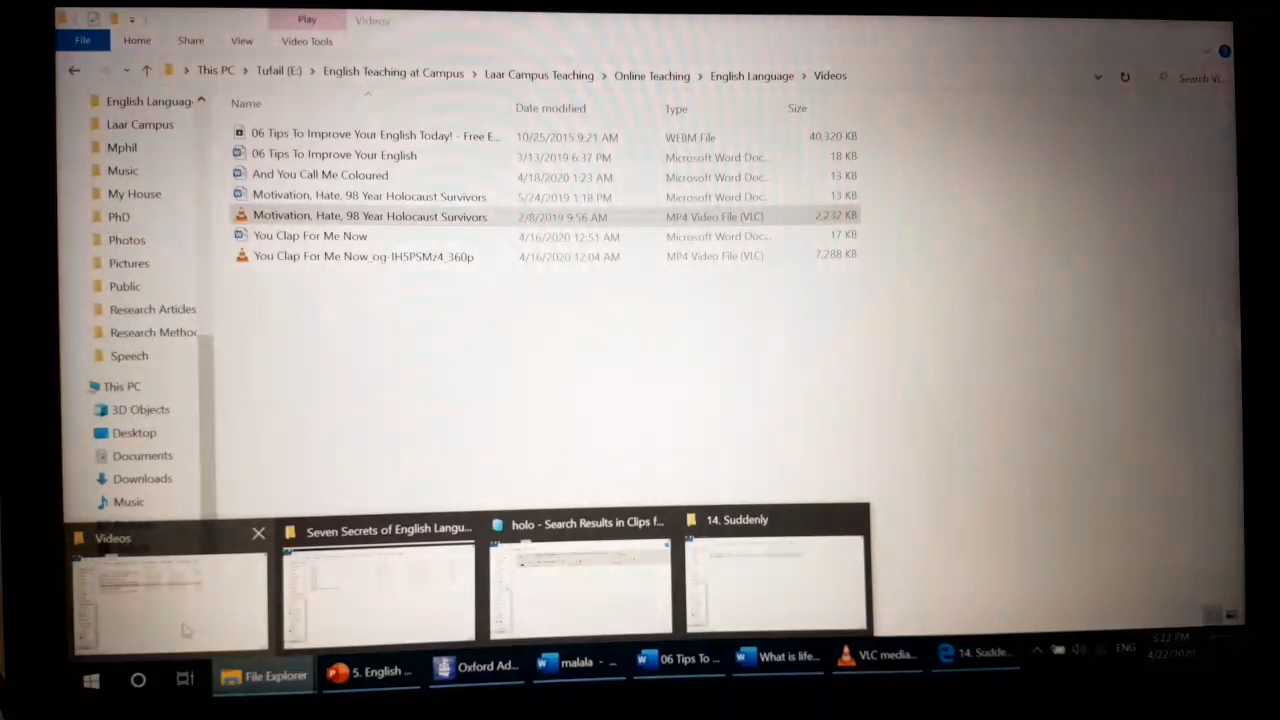 Play Videos
File Home Share View Video Tools
This PC > Tufail (E:) > English Teaching at Campus > Laar Campus Teaching > Online Teaching > English Language > Videos
Search Vi...
Name Date modified Type Size
06 Tips To Improve Your English Today! - Free E... 10/25/2015 9:21 AM WEBM File 40,320 KB
06 Tips To Improve Your English 3/13/2019 6:37 PM Microsoft Word Doc... 18 KB
And You Call Me Coloured 4/18/2020 1:23 AM Microsoft Word Doc... 13 KB
Motivation, Hate, 98 Year Holocaust Survivors 5/24/2019 1:18 PM Microsoft Word Doc... 13 KB
Motivation, Hate, 98 Year Holocaust Survivors 2/8/2019 9:56 AM MP4 Video File (VLC) 2,232 KB
You Clap For Me Now 4/16/2020 12:51 AM Microsoft Word Doc... 17 KB
You Clap For Me Now_og-IH5PSMz4_360p 4/16/2020 12:04 AM MP4 Video File (VLC) 7,288 KB
English Languag
Laar Campus
Mphil
Music
My House
PhD
Photos
Pictures
Public
Research Articles
Research Metho
Speech
This PC
3D Objects
Desktop
Documents
Downloads
Music
Videos
Seven Secrets of English Langu...
holo - Search Results in Clips f...
14. Suddenly
File Explorer
5. English ...
Oxford Ad...
malala - ...
06 Tips To ...
What is life...
VLC media...
14. Sudde...
ENG
5:22 PM
4/22/2020